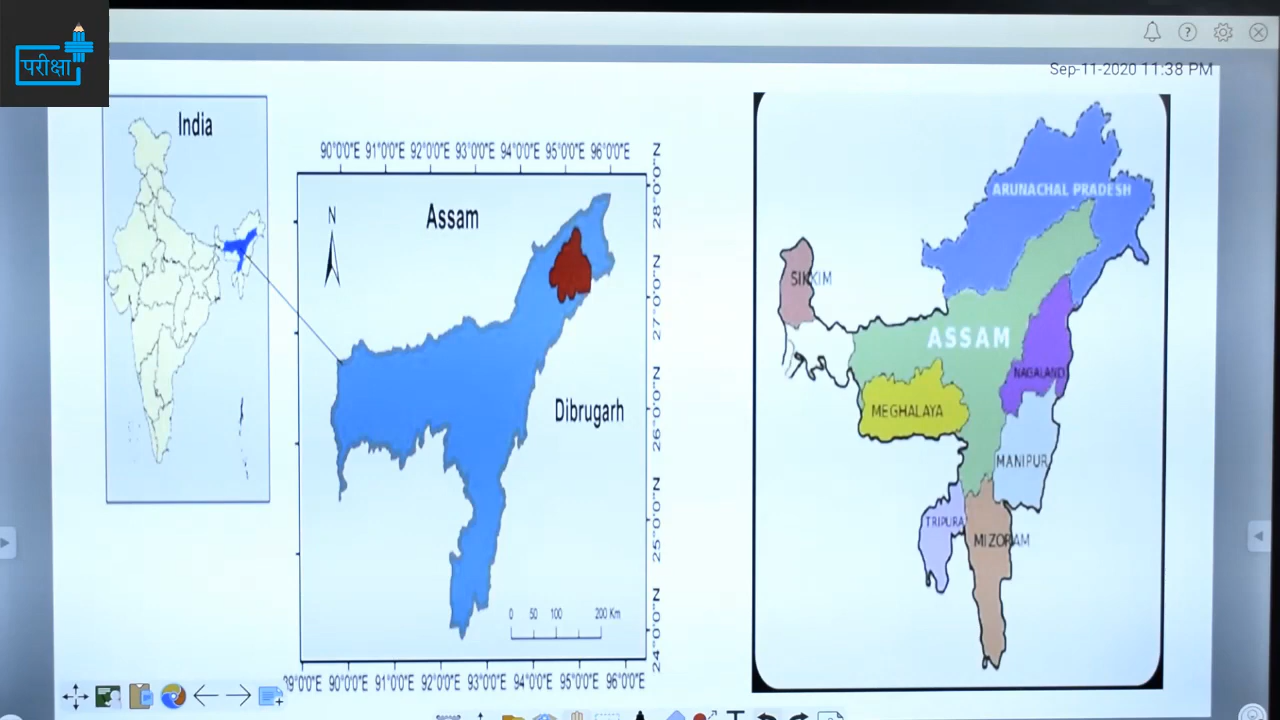 परीक्षा
Sep-11-2020 11:38 PM
India
90°0'0"E 91°0'0"E 92°0'0"E 93°0'0"E 94°0'0"E 95°0'0"E 96°0'0"E
N
Assam
Dibrugarh
0 50 100 200 Km
28°0'0"N
27°0'0"N
26°0'0"N
25°0'0"N
24°0'0"N
89°0'0"E 90°0'0"E 91°0'0"E 92°0'0"E 93°0'0"E 94°0'0"E 95°0'0"E 96°0'0"E
ARUNACHAL PRADESH
SIKKIM
ASSAM
NAGALAND
MEGHALAYA
MANIPUR
TRIPURA
MIZORAM